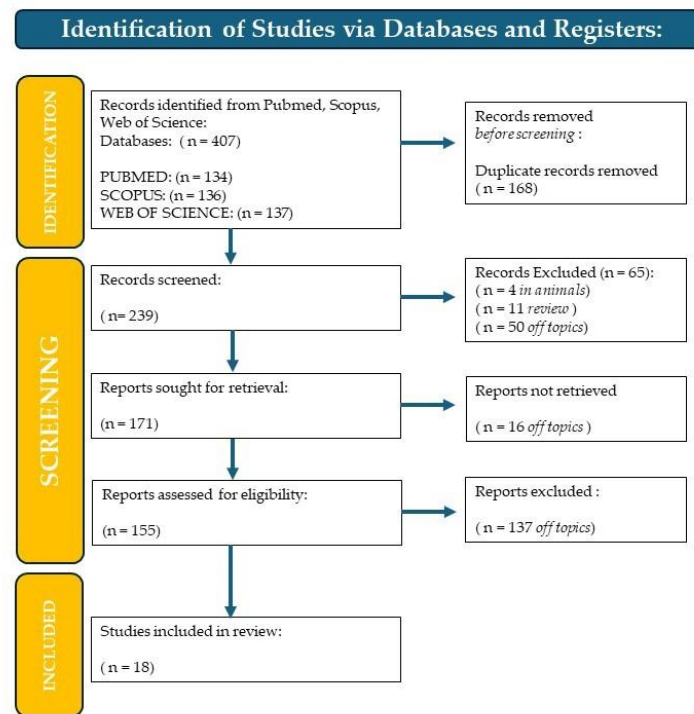 Identification of Studies via Databases and Registers:
IDENTIFICATION
Records identified from Pubmed, Scopus,
Web of Science:
Databases: ( n = 407)
PUBMED: (n = 134)
SCOPUS: (n = 136)
WEB OF SCIENCE: (n = 137)
Records removed
before screening :
Duplicate records removed
( n = 168)
SCREENING
Records screened:
( n= 239)
Records Excluded (n = 65):
( n = 4 in animals)
( n = 11 review )
( n = 50 off topics)
Reports sought for retrieval:
(n = 171)
Reports not retrieved
( n = 16 off topics )
Reports assessed for eligibility:
(n = 155)
Reports excluded :
( n = 137 off topics)
INCLUDED
Studies included in review:
( n = 18)